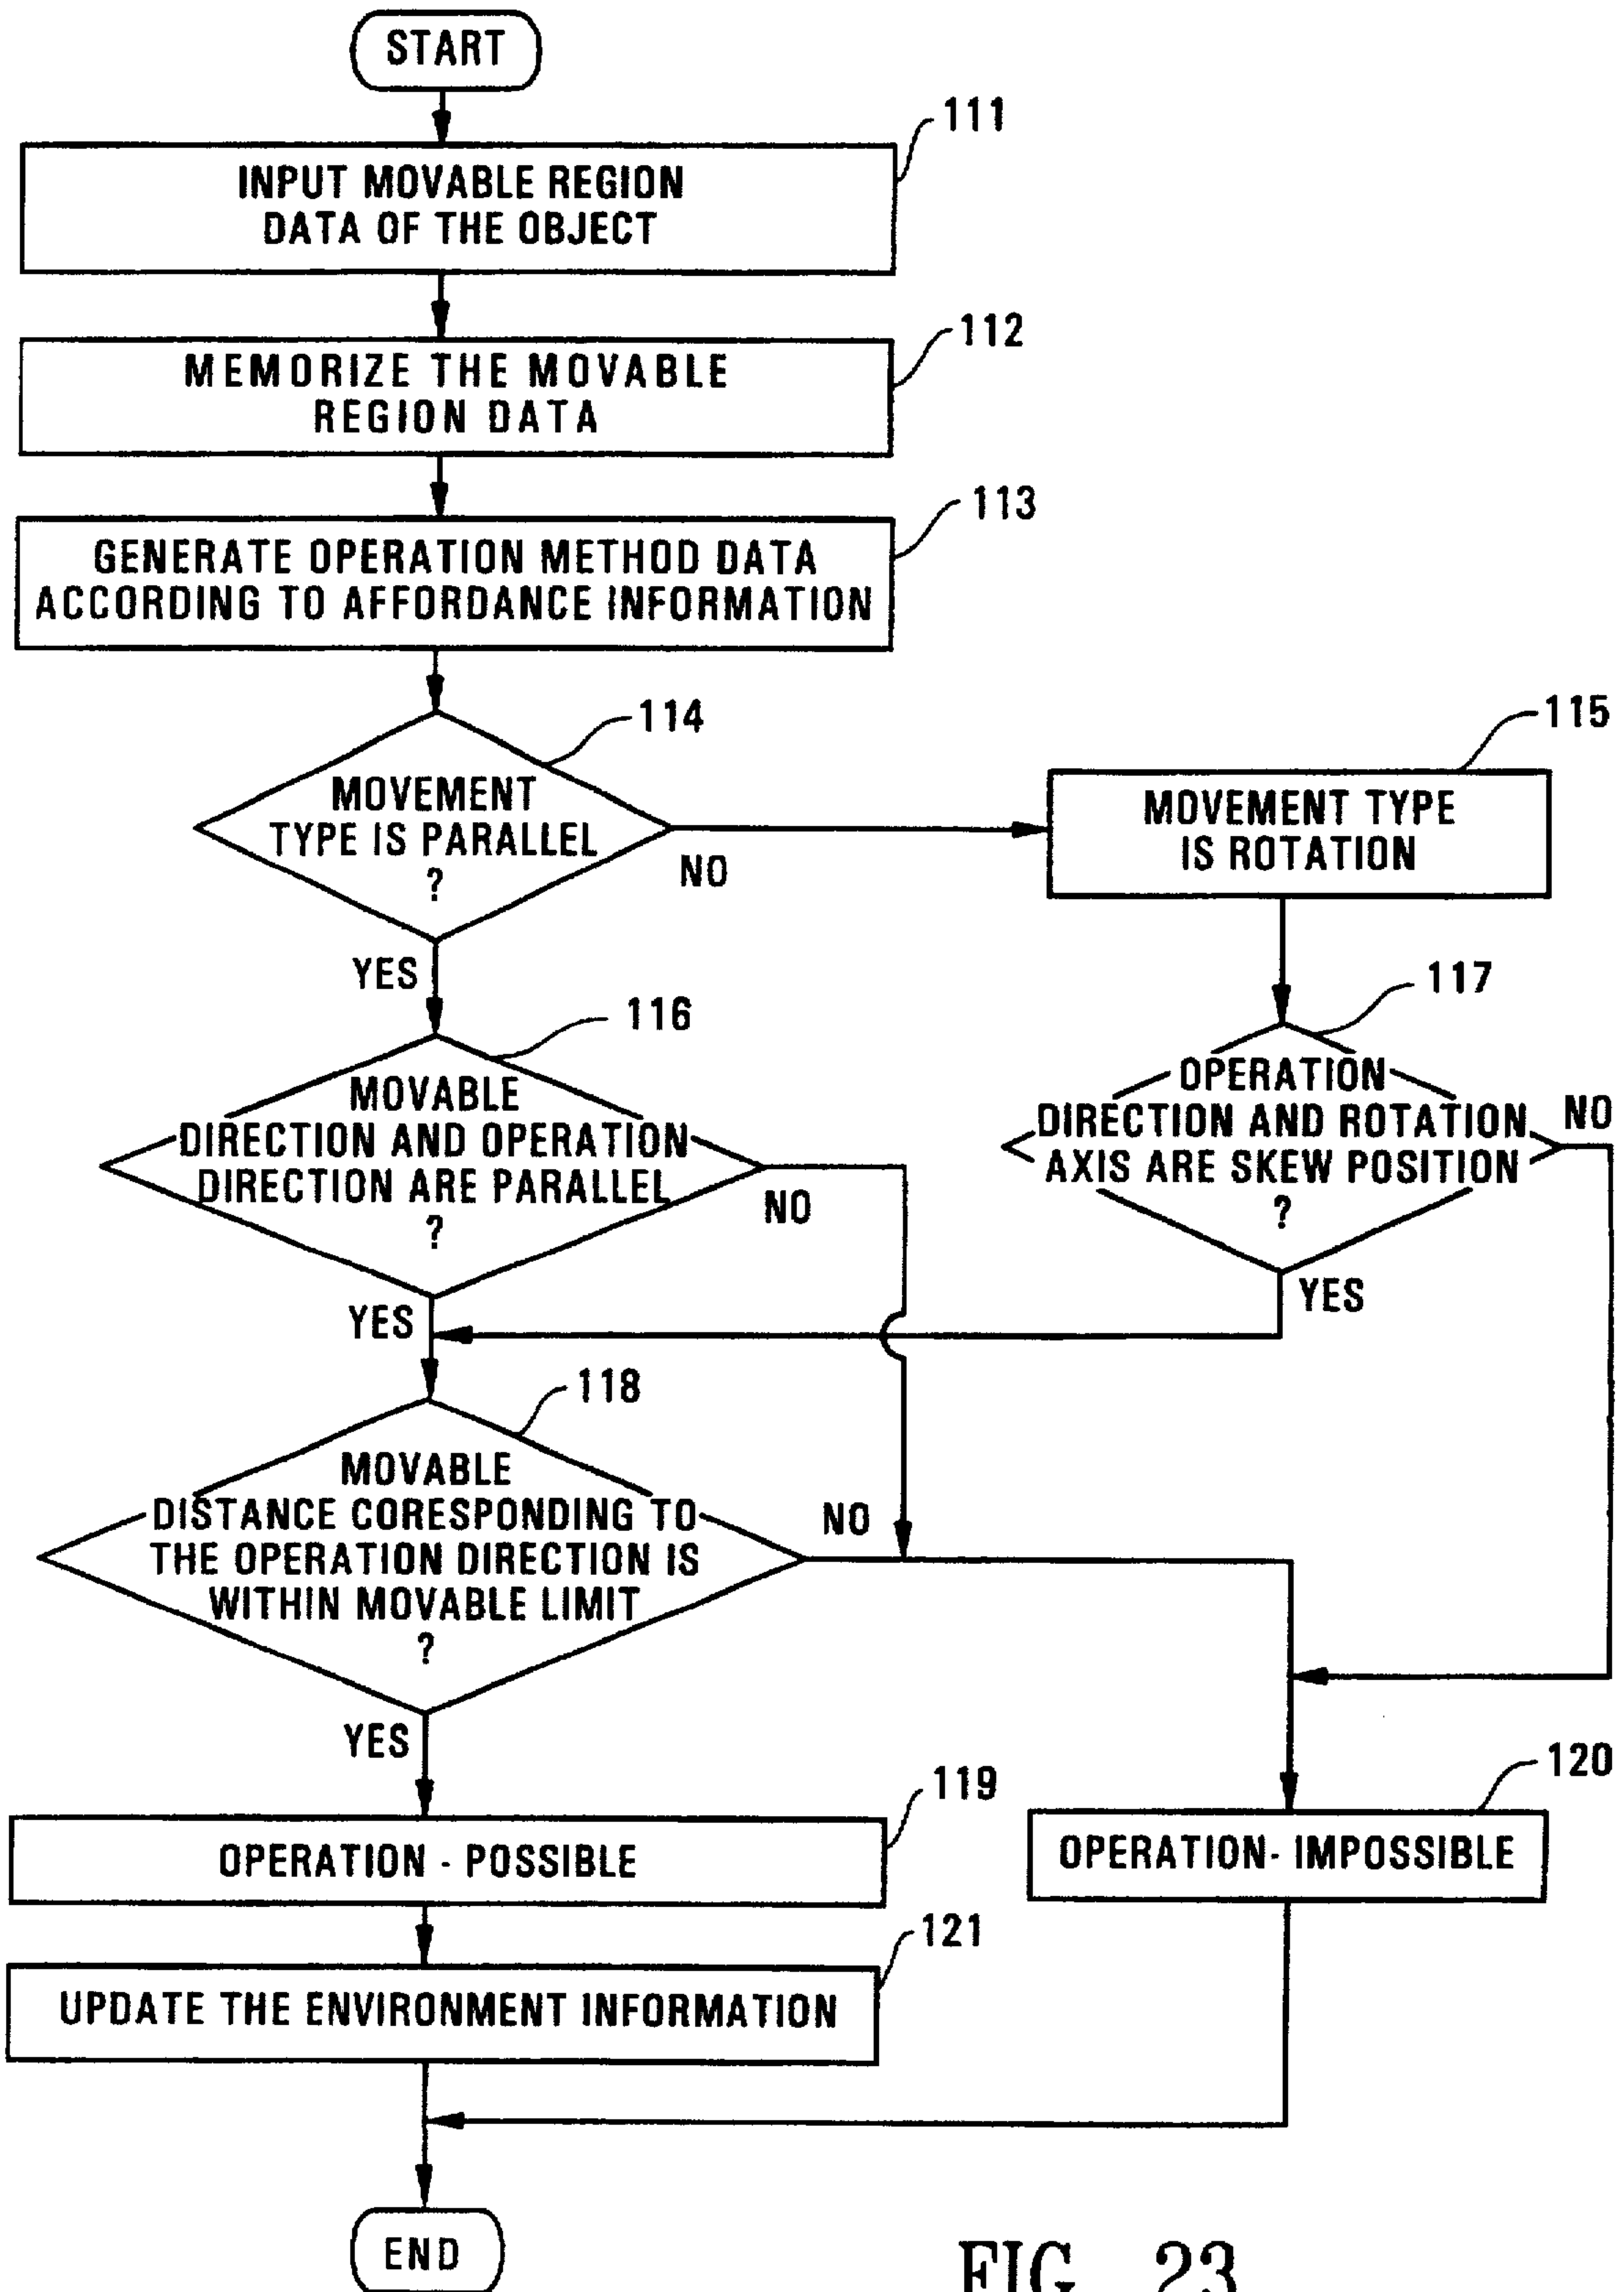 START
111
INPUT MOVABLE REGION
DATA OF THE OBJECT
112
MEMORIZE THE MOVABLE
REGION DATA
113
GENERATE OPERATION METHOD DATA
ACCORDING TO AFFORDANCE INFORMATION
114
MOVEMENT
TYPE IS PARALLEL
?
NO
YES
115
MOVEMENT TYPE
IS ROTATION
116
MOVABLE
DIRECTION AND OPERATION
DIRECTION ARE PARALLEL
?
NO
YES
117
OPERATION
DIRECTION AND ROTATION
AXIS ARE SKEW POSITION
?
NO
YES
118
MOVABLE
DISTANCE CORESPONDING TO
THE OPERATION DIRECTION IS
WITHIN MOVABLE LIMIT
?
NO
YES
119
OPERATION - POSSIBLE
120
OPERATION- IMPOSSIBLE
121
UPDATE THE ENVIRONMENT INFORMATION
END
FIG. 23